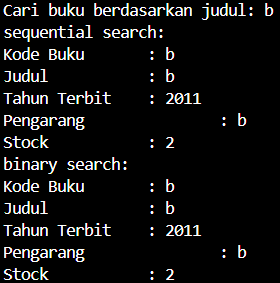 Cari buku berdasarkan judul: b
sequential search:
Kode Buku       : b
Judul           : b
Tahun Terbit    : 2011
Pengarang               : b
Stock           : 2
binary search:
Kode Buku       : b
Judul           : b
Tahun Terbit    : 2011
Pengarang               : b
Stock           : 2